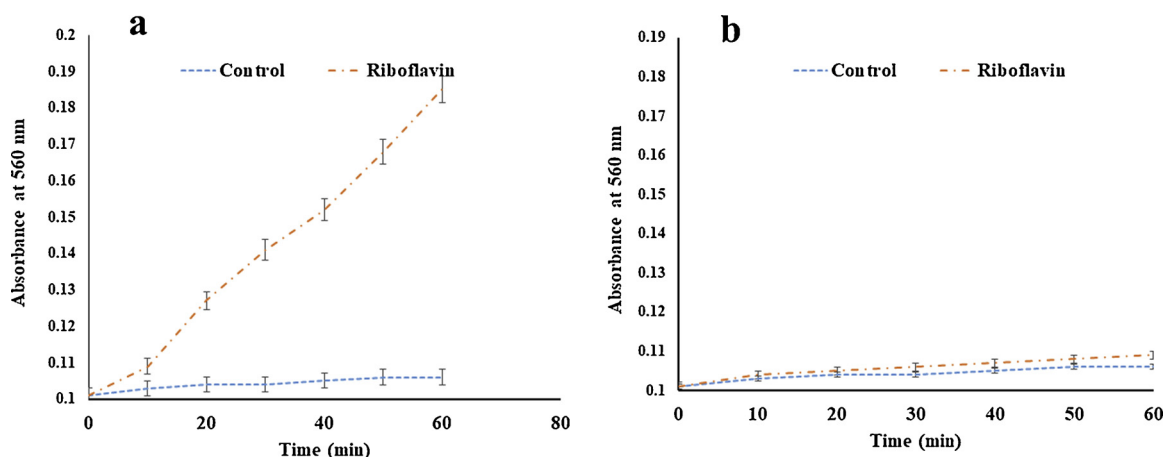 a
0.2
Control
Riboflavin
0.19
0.18
0.17
0.16
0.15
0.14
0.13
0.12
0.11
0.1
0 20 40 60 80
Absorbance at 560 nm
Time (min)
b
0.19
Control
Riboflavin
0.18
0.17
0.16
0.15
0.14
0.13
0.12
0.11
0.1
0 10 20 30 40 50 60
Absorbance at 560 nm
Time (min)